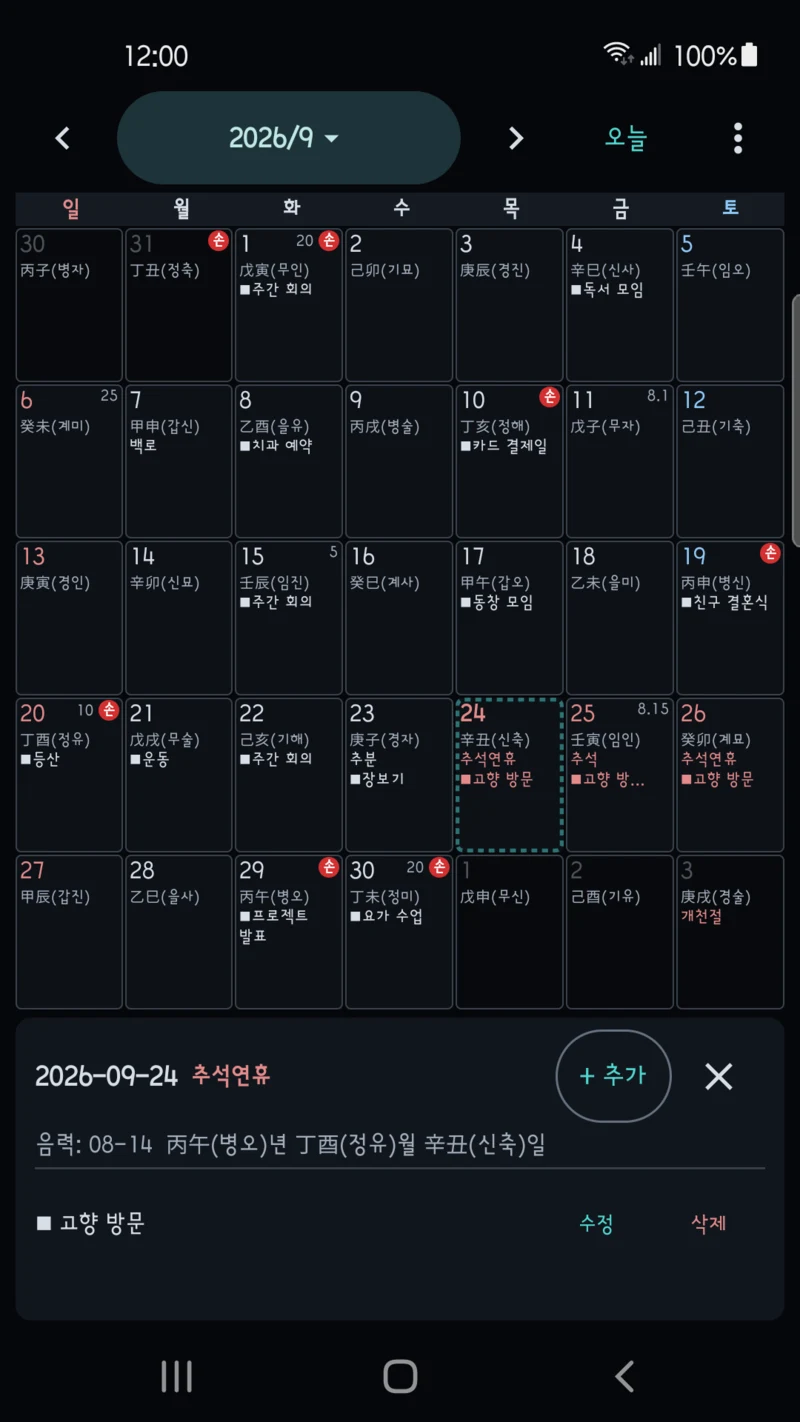 12:00 100%
2026/9 오늘
일 월 화 수 목 금 토
30 31 손 1 20 손 2 3 4 5
丙子(병자) 丁丑(정축) 戊寅(무인) 己卯(기묘) 庚辰(경진) 辛巳(신사) 壬午(임오)
■주간 회의 ■독서 모임
6 25 7 8 9 10 손 11 8.1 12
癸未(계미) 甲申(갑신) 乙酉(을유) 丙戌(병술) 丁亥(정해) 戊子(무자) 己丑(기축)
백로 ■치과 예약 ■카드 결제일
13 14 15 5 16 17 18 19 손
庚寅(경인) 辛卯(신묘) 壬辰(임진) 癸巳(계사) 甲午(갑오) 乙未(을미) 丙申(병신)
■주간 회의 ■동창 모임 ■친구 결혼식
20 10 손 21 22 23 24 25 8.15 26
丁酉(정유) 戊戌(무술) 己亥(기해) 庚子(경자) 辛丑(신축) 壬寅(임인) 癸卯(계묘)
■등산 ■운동 ■주간 회의 추분 추석연휴 추석 추석연휴
■장보기 ■고향 방문 ■고향 방... ■고향 방문
27 28 29 손 30 20 손 1 2 3
甲辰(갑진) 乙巳(을사) 丙午(병오) 丁未(정미) 戊申(무신) 己酉(기유) 庚戌(경술)
■프로젝트 ■요가 수업 개천절
발표
2026-09-24 추석연휴 + 추가
음력: 08-14 丙午(병오)년 丁酉(정유)월 辛丑(신축)일
■ 고향 방문 수정 삭제